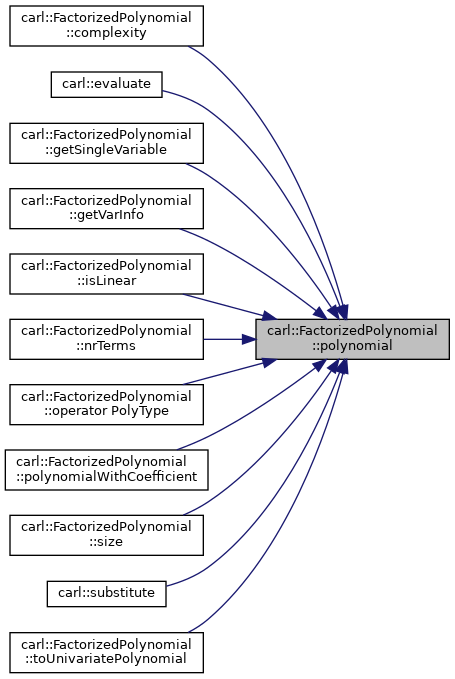 carl::FactorizedPolynomial
::complexity
carl::evaluate
carl::FactorizedPolynomial
::getSingleVariable
carl::FactorizedPolynomial
::getVarInfo
carl::FactorizedPolynomial
::isLinear
carl::FactorizedPolynomial
::nrTerms
carl::FactorizedPolynomial
::operator PolyType
carl::FactorizedPolynomial
::polynomialWithCoefficient
carl::FactorizedPolynomial
::size
carl::substitute
carl::FactorizedPolynomial
::toUnivariatePolynomial
carl::FactorizedPolynomial
::polynomial